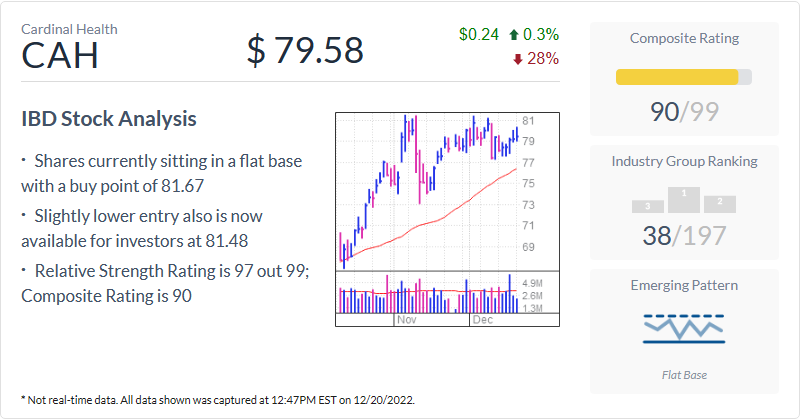 Cardinal Health
CAH
$ 79.58
$0.24 0.3%
28%
IBD Stock Analysis
· Shares currently sitting in a flat base
with a buy point of 81.67
· Slightly lower entry also is now
available for investors at 81.48
· Relative Strength Rating is 97 out 99;
Composite Rating is 90
81
79
77
75
73
71
69
4.9M
2.6M
1.3M
Nov
Dec
Composite Rating
90/99
Industry Group Ranking
3 1 2
38/197
Emerging Pattern
Flat Base
* Not real-time data. All data shown was captured at 12:47PM EST on 12/20/2022.